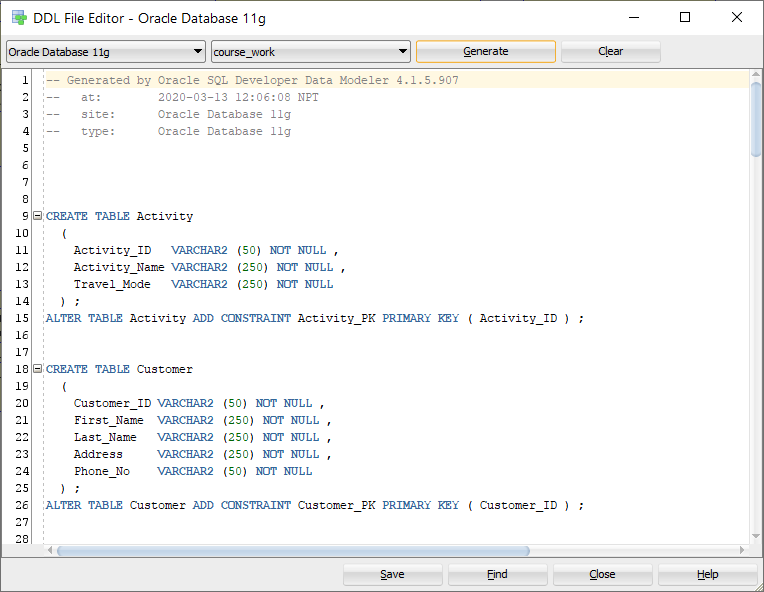 DDL File Editor - Oracle Database 11g
Oracle Database 11g course_work Generate Clear
1 -- Generated by Oracle SQL Developer Data Modeler 4.1.5.907
2 --   at:        2020-03-13 12:06:08 NPT
3 --   site:      Oracle Database 11g
4 --   type:      Oracle Database 11g
5
6
7
8
9 CREATE TABLE Activity
10   (
11     Activity_ID   VARCHAR2 (50) NOT NULL ,
12     Activity_Name VARCHAR2 (250) NOT NULL ,
13     Travel_Mode   VARCHAR2 (250) NOT NULL
14   ) ;
15 ALTER TABLE Activity ADD CONSTRAINT Activity_PK PRIMARY KEY ( Activity_ID ) ;
16
17
18 CREATE TABLE Customer
19   (
20     Customer_ID VARCHAR2 (50) NOT NULL ,
21     First_Name  VARCHAR2 (250) NOT NULL ,
22     Last_Name   VARCHAR2 (250) NOT NULL ,
23     Address     VARCHAR2 (250) NOT NULL ,
24     Phone_No    VARCHAR2 (50) NOT NULL
25   ) ;
26 ALTER TABLE Customer ADD CONSTRAINT Customer_PK PRIMARY KEY ( Customer_ID ) ;
27
28
Save Find Close Help